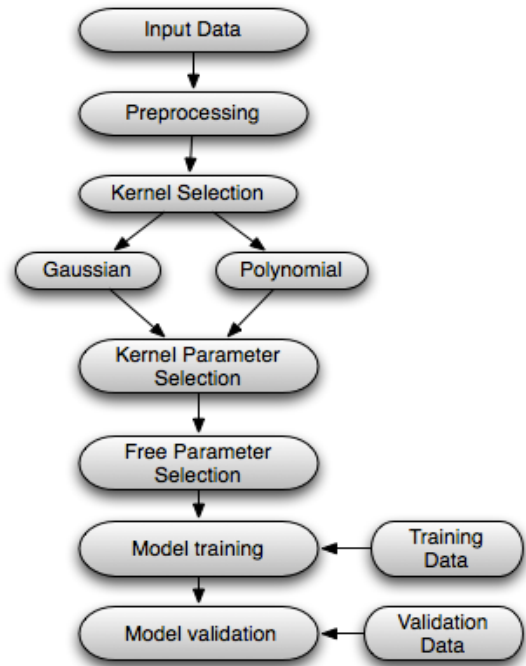 Input Data
Preprocessing
Kernel Selection
Gaussian
Polynomial
Kernel Parameter
Selection
Free Parameter
Selection
Model training
Training
Data
Model validation
Validation
Data